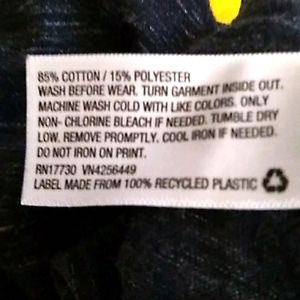 85% COTTON / 15% POLYESTER
WASH BEFORE WEAR. TURN GARMENT INSIDE OUT.
MACHINE WASH COLD WITH LIKE COLORS. ONLY
NON- CHLORINE BLEACH IF NEEDED. TUMBLE DRY
LOW. REMOVE PROMPTLY. COOL IRON IF NEEDED.
DO NOT IRON ON PRINT.
RN17730 VN4256449
LABEL MADE FROM 100% RECYCLED PLASTIC